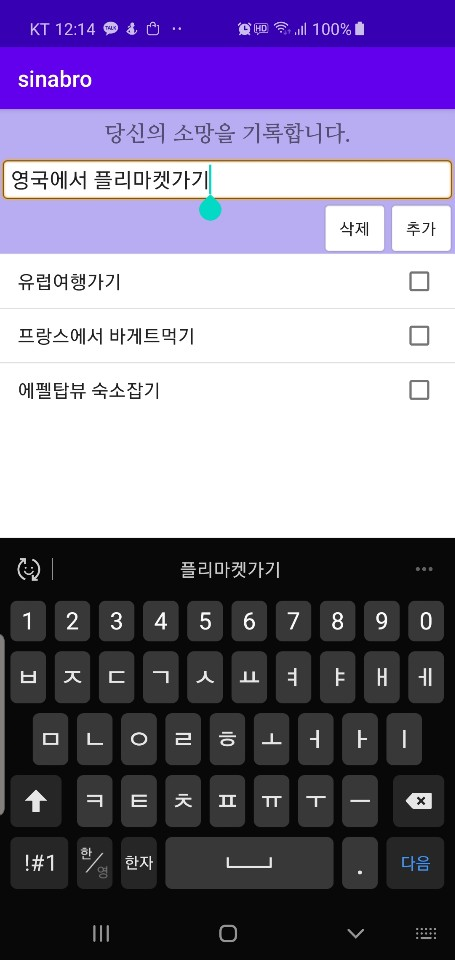 KT 12:14 100%
sinabro
당신의 소망을 기록합니다.
영국에서 플리마켓가기
삭제 추가
유럽여행가기
프랑스에서 바게트먹기
에펠탑뷰 숙소잡기
플리마켓가기
1 2 3 4 5 6 7 8 9 0
ㅂ ㅈ ㄷ ㄱ ㅅ ㅛ ㅕ ㅑ ㅐ ㅔ
ㅁ ㄴ ㅇ ㄹ ㅎ ㅗ ㅓ ㅏ ㅣ
ㅋ ㅌ ㅊ ㅍ ㅠ ㅜ ㅡ
!#1 한/영 한자 . 다음